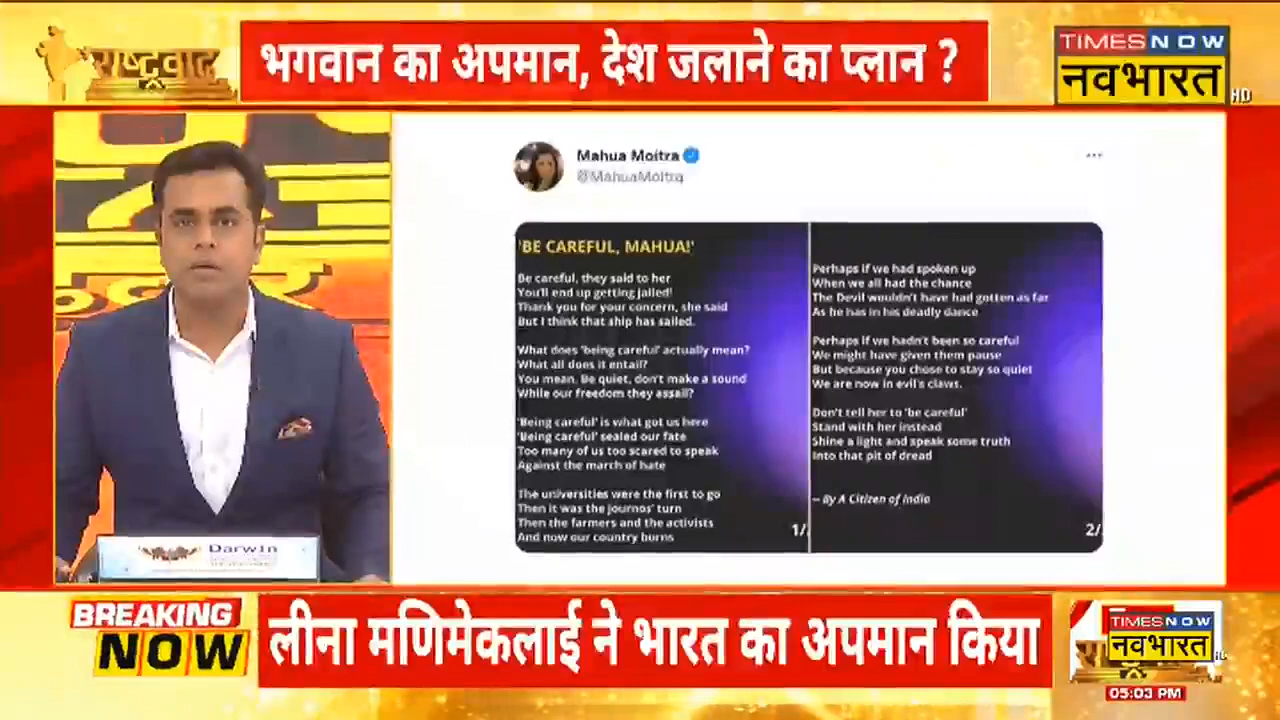 राष्ट्रवाद
भगवान का अपमान, देश जलाने का प्लान ?
TIMES NOW
नवभारत
HD
Mahua Moitra
@MahuaMoitra
'BE CAREFUL, MAHUA!'
Be careful, they said to her
You'll end up getting jailed!
Thank you for your concern, she said
But I think that ship has sailed.
What does 'being careful' actually mean?
What all does it entail?
You mean, Be quiet, don't make a sound
While our freedom they assail?
'Being careful' is what got us here
'Being careful' sealed our fate
Too many of us too scared to speak
Against the march of hate
The universities were the first to go
Then it was the journos' turn
Then the farmers and the activists
And now our country burns
1/
Perhaps if we had spoken up
When we all had the chance
The Devil wouldn't have had gotten as far
As he has in his deadly dance
Perhaps if we hadn't been so careful
We might have given them pause
But because you chose to stay so quiet
We are now in evil's claws.
Don't tell her to 'be careful'
Stand with her instead
Shine a light and speak some truth
Into that pit of dread
-- By A Citizen of India
2/
Darwin
BREAKING
NOW
लीना मणिमेकलाई ने भारत का अपमान किया
TIMES NOW
नवभारत
05:03 PM